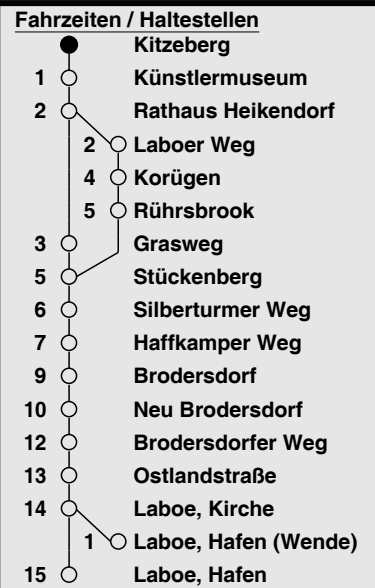 Fahrzeiten / Haltestellen
Kitzeberg
1 Künstlermuseum
2 Rathaus Heikendorf
2 Laboer Weg
4 Korügen
5 Rührsbrook
3 Grasweg
5 Stückenberg
6 Silberturmer Weg
7 Haffkamper Weg
9 Brodersdorf
10 Neu Brodersdorf
12 Brodersdorfer Weg
13 Ostlandstraße
14 Laboe, Kirche
1 Laboe, Hafen (Wende)
15 Laboe, Hafen